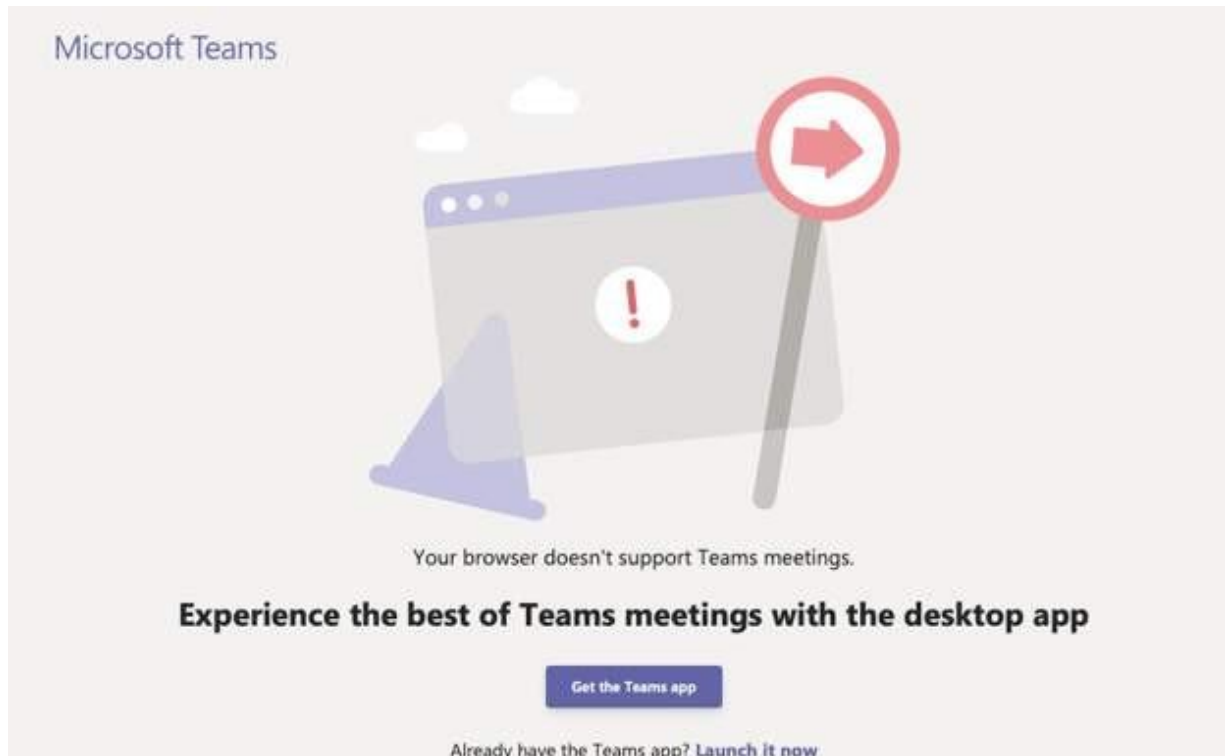 Microsoft Teams
Your browser doesn't support Teams meetings.
Experience the best of Teams meetings with the desktop app
Get the Teams app
Already have the Teams app? Launch it now